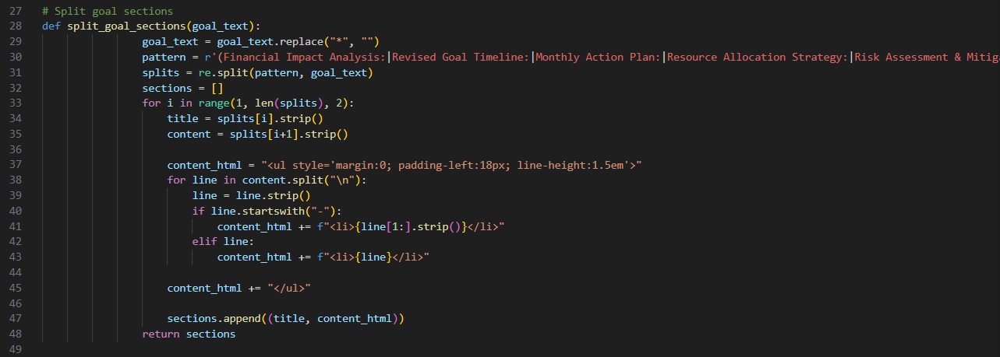 27 # Split goal sections
28 def split_goal_sections(goal_text):
29 goal_text = goal_text.replace("*", "")
30 pattern = r'(Financial Impact Analysis:|Revised Goal Timeline:|Monthly Action Plan:|Resource Allocation Strategy:|Risk Assessment & Mitiga
31 splits = re.split(pattern, goal_text)
32 sections = []
33 for i in range(1, len(splits), 2):
34 title = splits[i].strip()
35 content = splits[i+1].strip()
36
37 content_html = "<ul style='margin:0; padding-left:18px; line-height:1.5em'>"
38 for line in content.split("\n"):
39 line = line.strip()
40 if line.startswith("-"):
41 content_html += f"<li>{line[1:].strip()}</li>"
42 elif line:
43 content_html += f"<li>{line}</li>"
44
45 content_html += "</ul>"
46
47 sections.append((title, content_html))
48 return sections
49